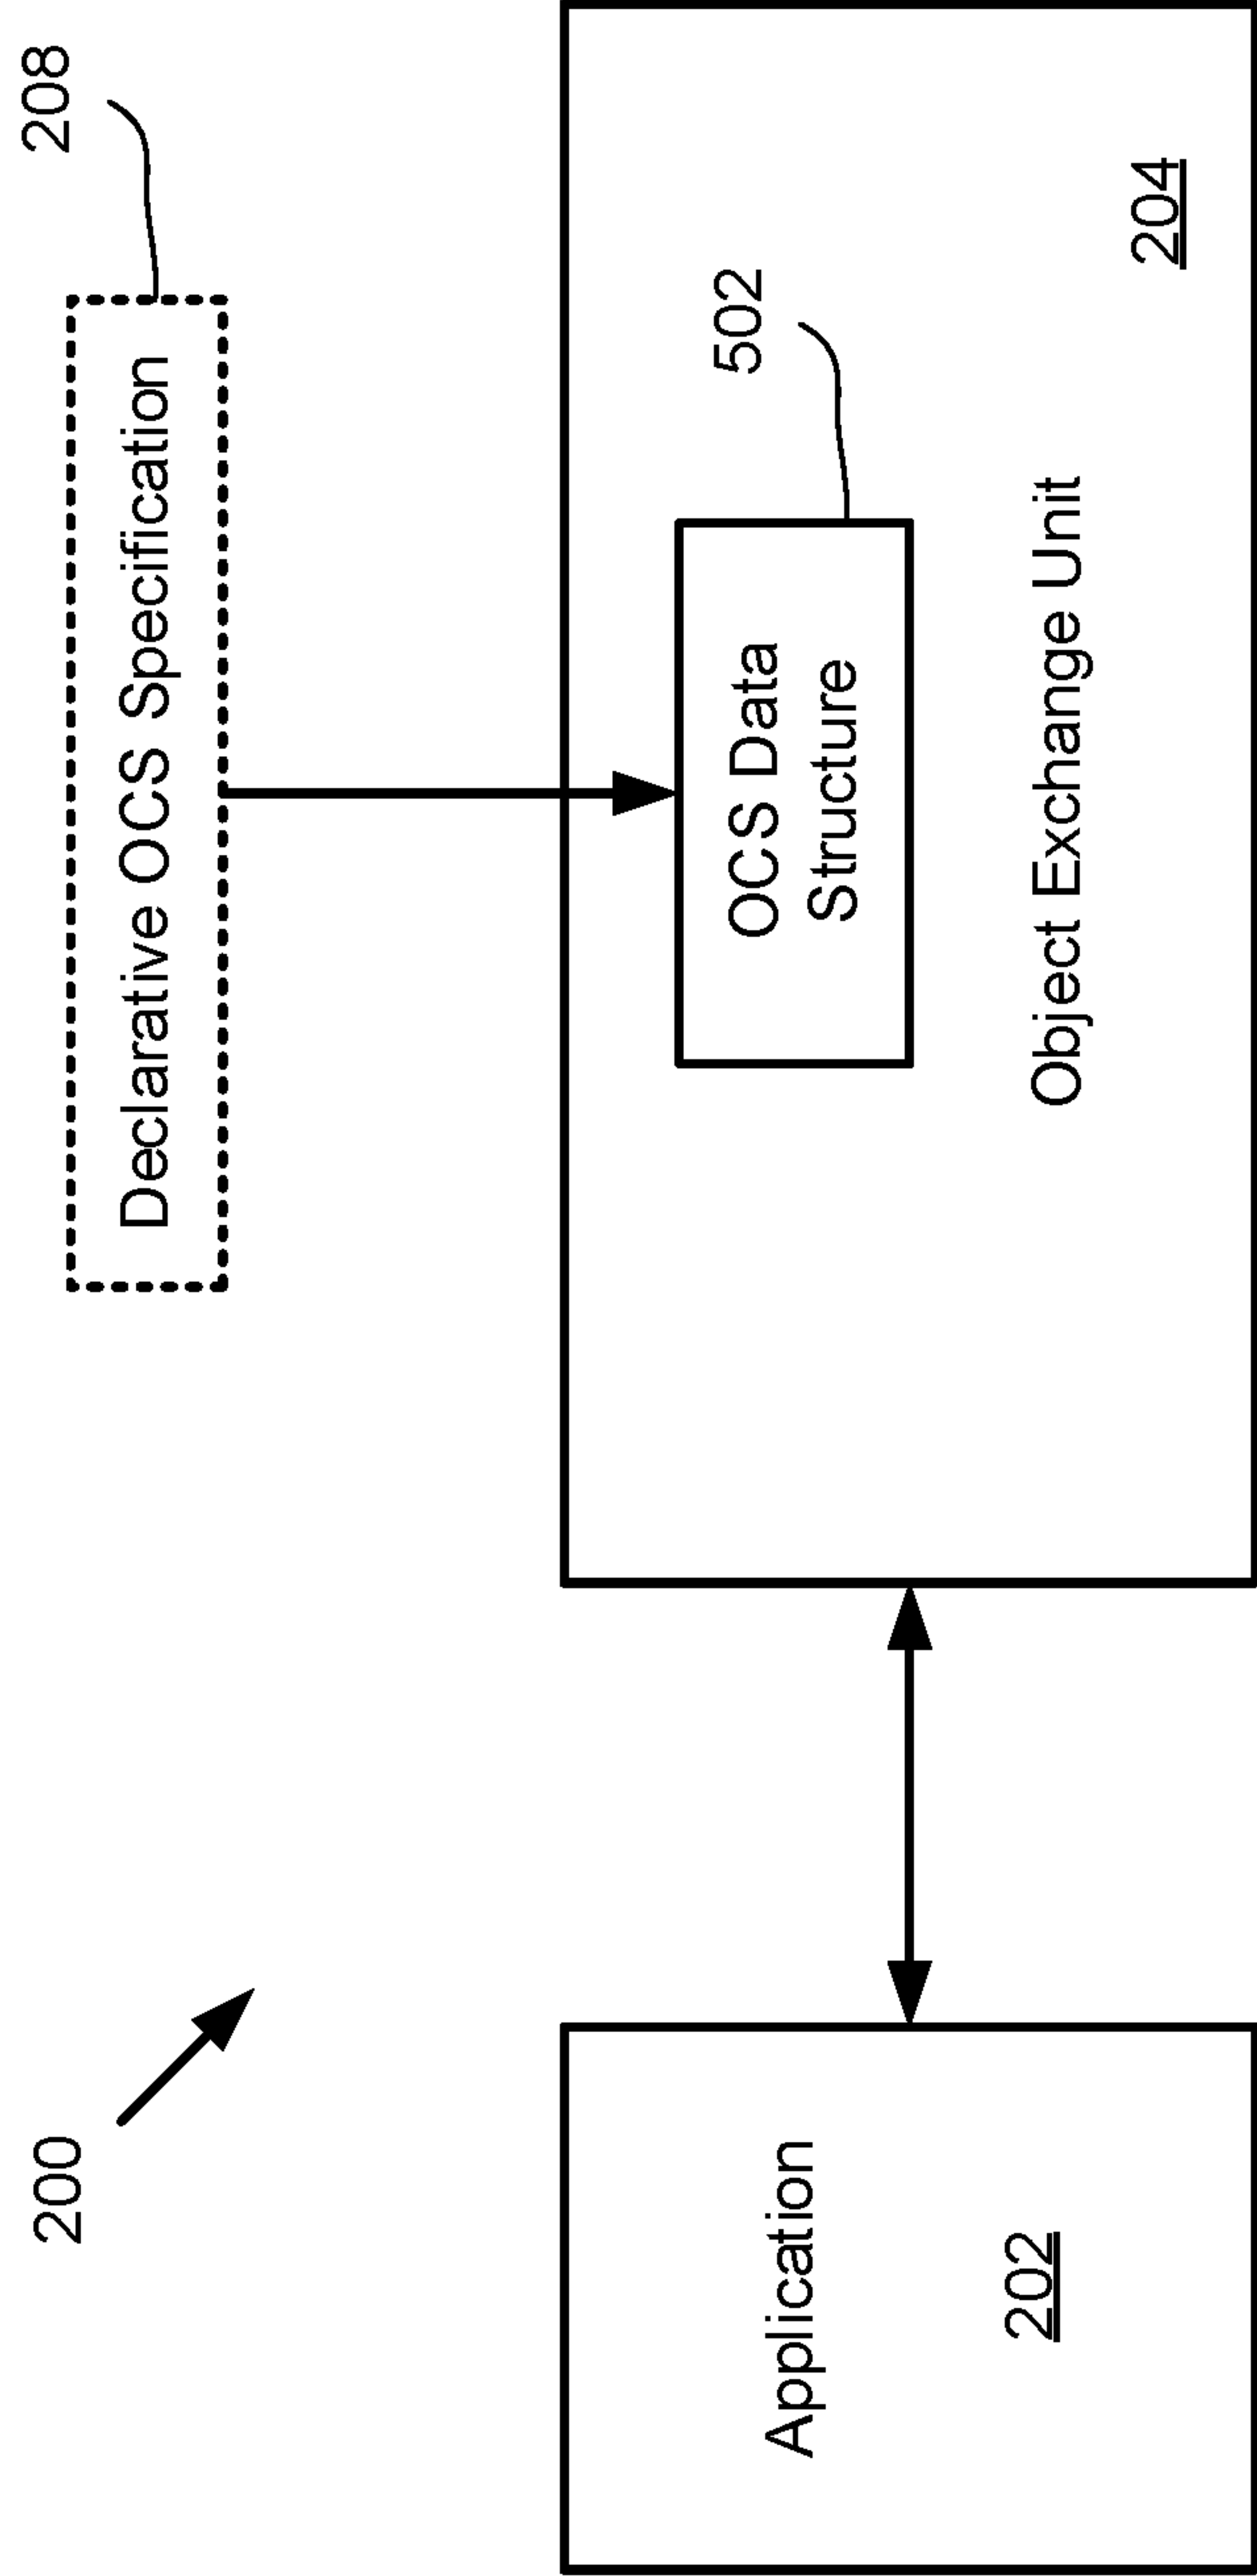 200
208
Declarative OCS Specification
502
OCS Data
Structure
Application
202
Object Exchange Unit
204